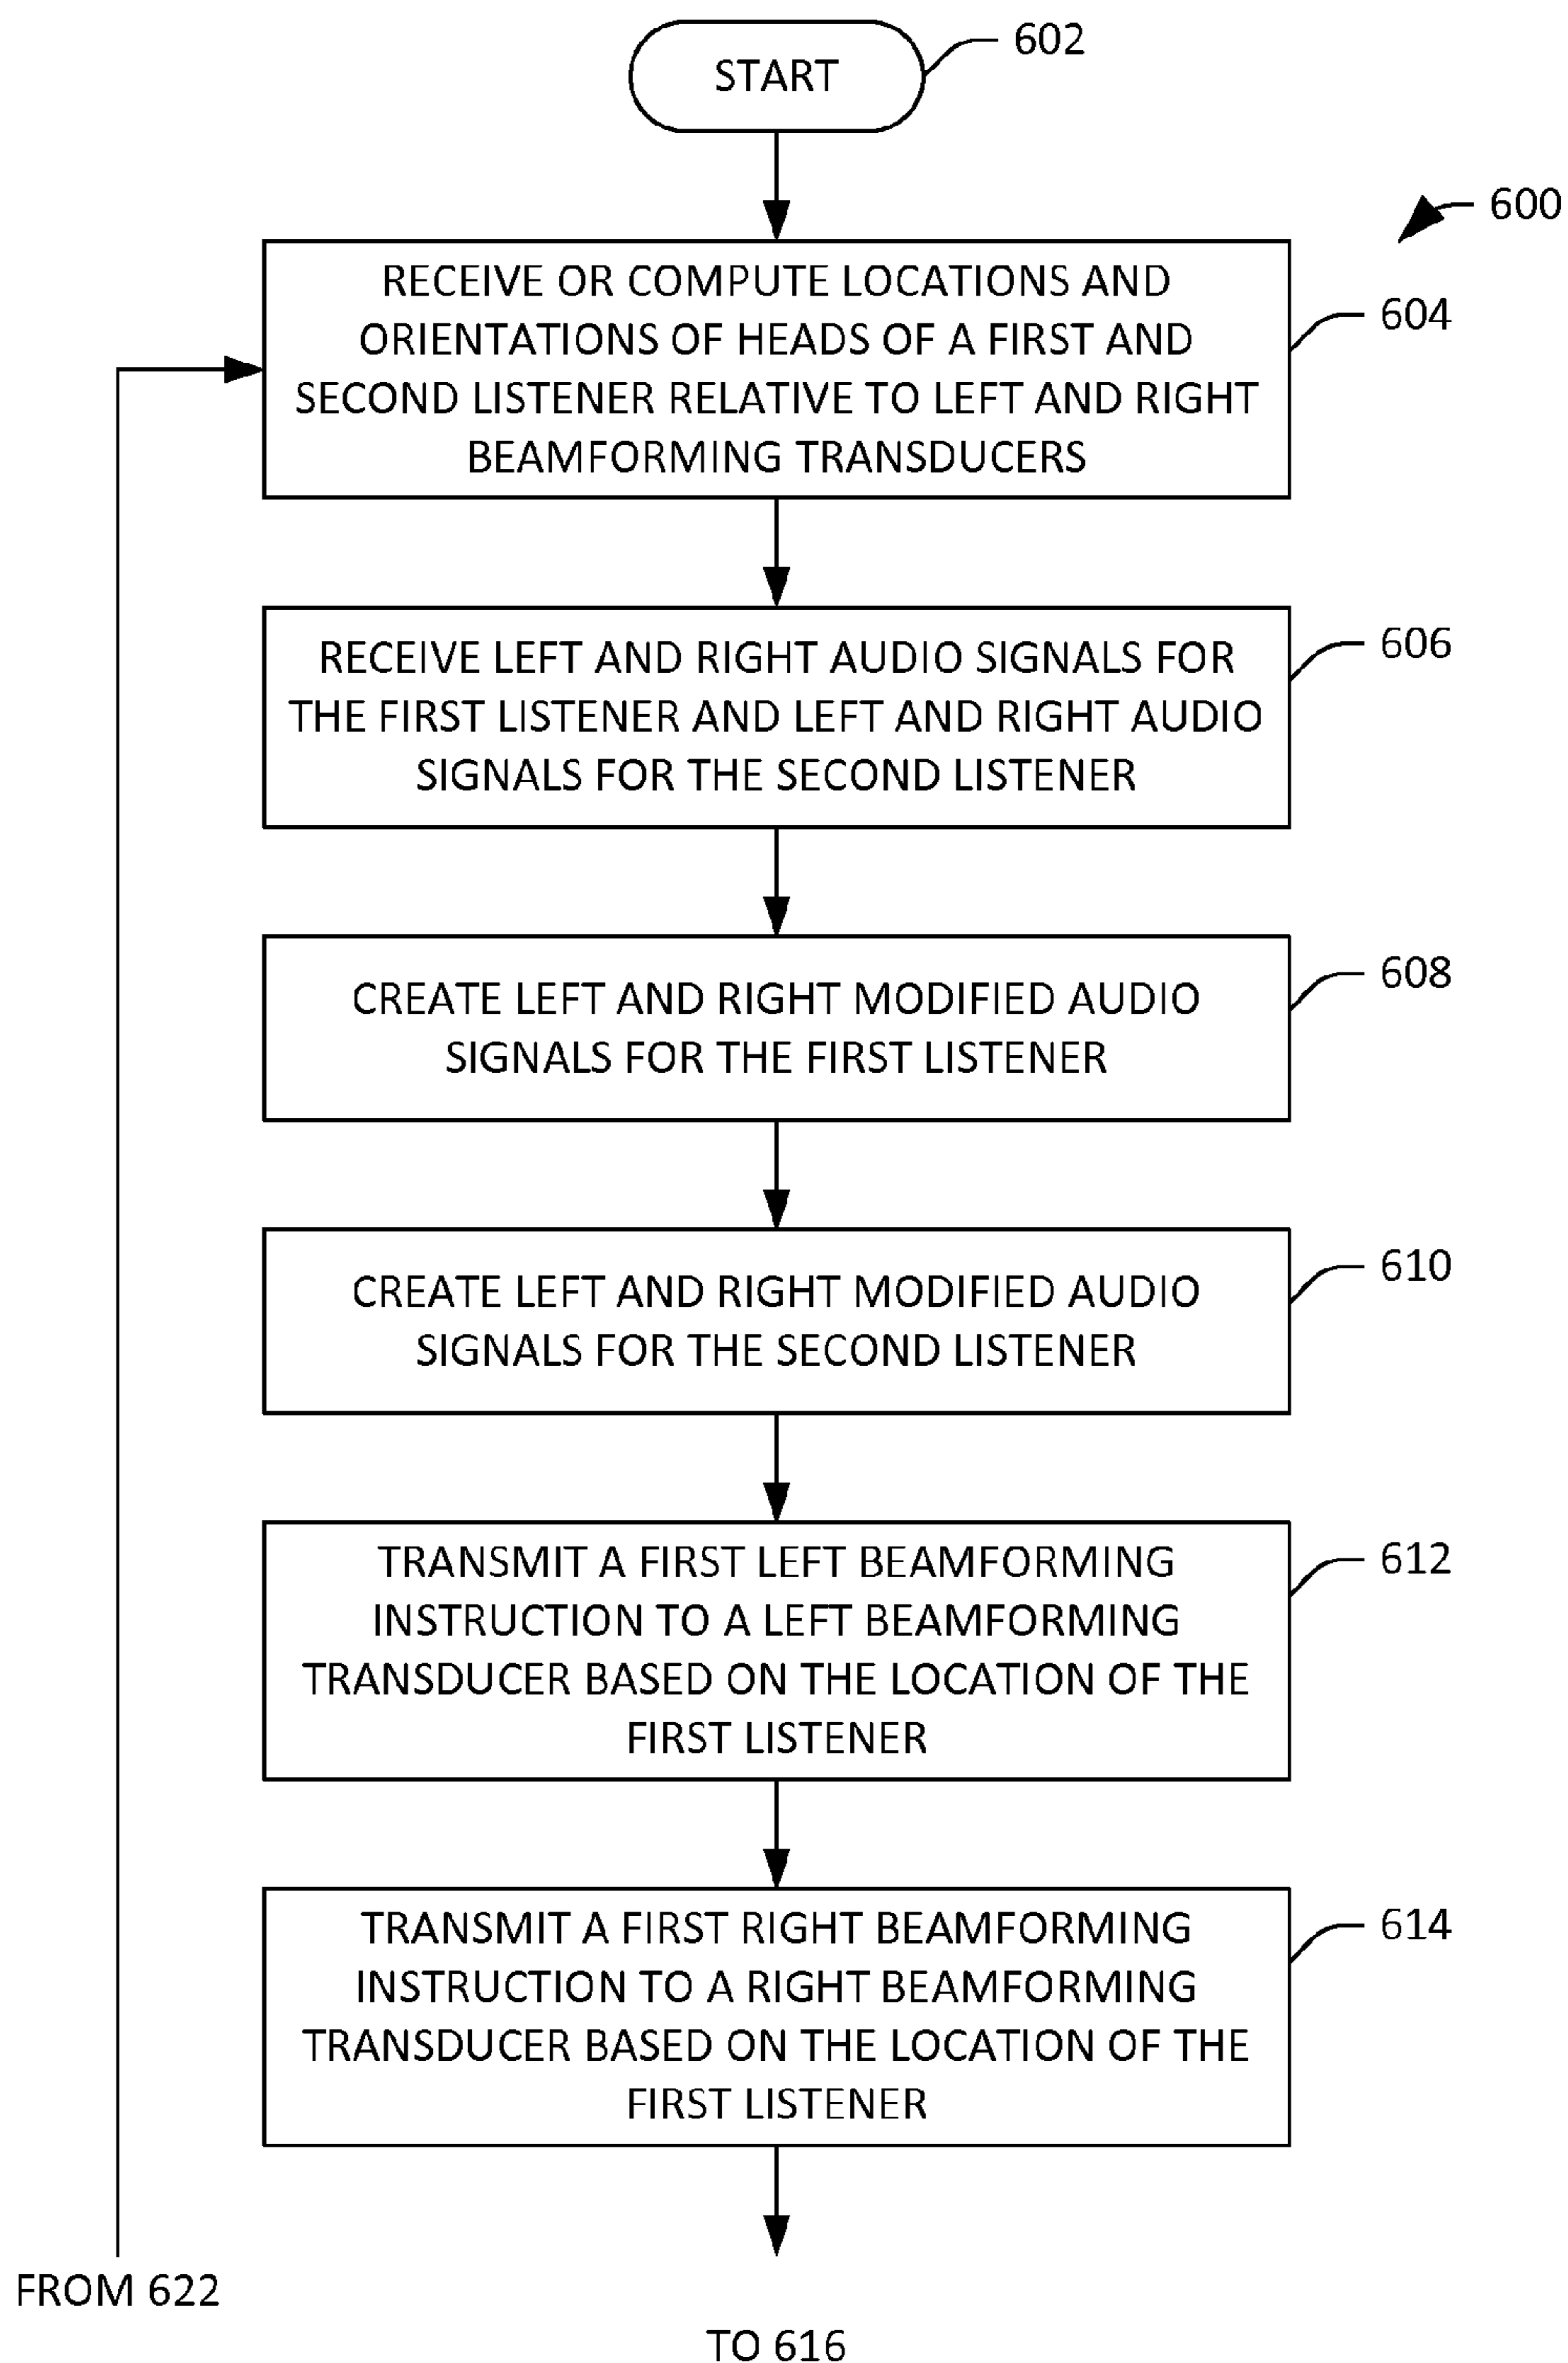 START
602
600
RECEIVE OR COMPUTE LOCATIONS AND
ORIENTATIONS OF HEADS OF A FIRST AND
SECOND LISTENER RELATIVE TO LEFT AND RIGHT
BEAMFORMING TRANSDUCERS
604
RECEIVE LEFT AND RIGHT AUDIO SIGNALS FOR
THE FIRST LISTENER AND LEFT AND RIGHT AUDIO
SIGNALS FOR THE SECOND LISTENER
606
CREATE LEFT AND RIGHT MODIFIED AUDIO
SIGNALS FOR THE FIRST LISTENER
608
CREATE LEFT AND RIGHT MODIFIED AUDIO
SIGNALS FOR THE SECOND LISTENER
610
TRANSMIT A FIRST LEFT BEAMFORMING
INSTRUCTION TO A LEFT BEAMFORMING
TRANSDUCER BASED ON THE LOCATION OF THE
FIRST LISTENER
612
TRANSMIT A FIRST RIGHT BEAMFORMING
INSTRUCTION TO A RIGHT BEAMFORMING
TRANSDUCER BASED ON THE LOCATION OF THE
FIRST LISTENER
614
FROM 622
TO 616